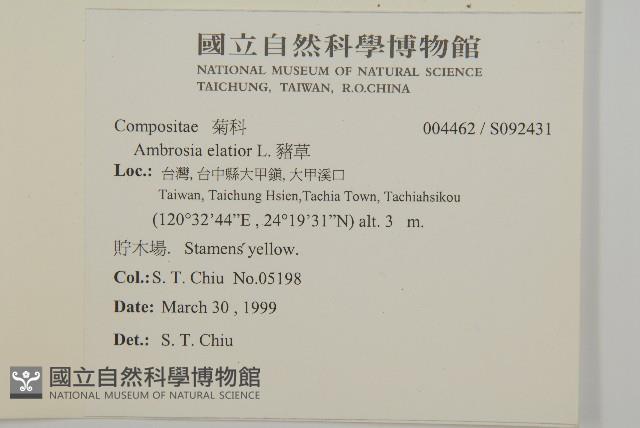 國立自然科學博物館
NATIONAL MUSEUM OF NATURAL SCIENCE
TAICHUNG, TAIWAN, R.O.CHINA
Compositae 菊科 004462 / S092431
Ambrosia elatior L. 豬草
Loc.: 台灣, 台中縣大甲鎮, 大甲溪口
Taiwan, Taichung Hsien,Tachia Town, Tachiahsikou
(120°32'44”E , 24°19'31”N) alt. 3 m.
貯木場. Stamens yellow.
Col.: S. T. Chiu No.05198
Date: March 30 , 1999
Det.: S. T. Chiu
國立自然科學博物館
NATIONAL MUSEUM OF NATURAL SCIENCE